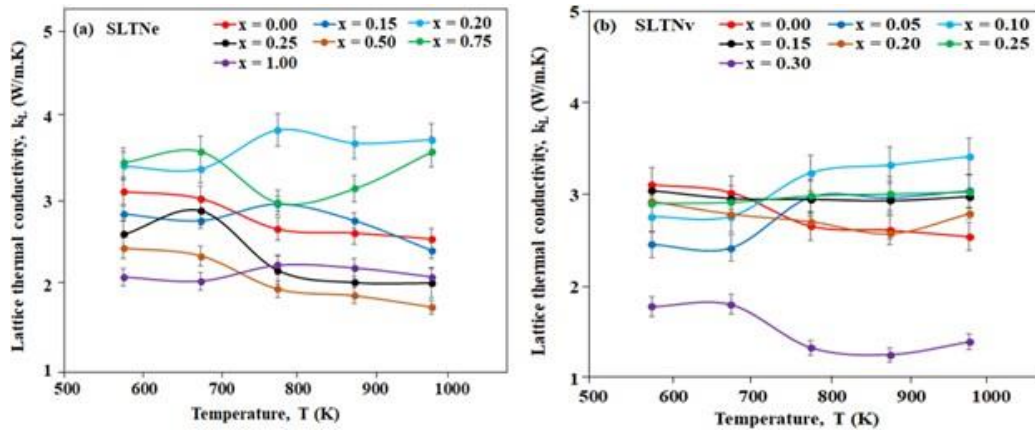 (a) SLTNe
x = 0.00 x = 0.15 x = 0.20
x = 0.25 x = 0.50 x = 0.75
x = 1.00
Lattice thermal conductivity, kL (W/m.K)
5
4
3
2
1
500 600 700 800 900 1000
Temperature, T (K)
(b) SLTNv
x = 0.00 x = 0.05 x = 0.10
x = 0.15 x = 0.20 x = 0.25
x = 0.30
Lattice thermal conductivity, kL (W/m.K)
5
4
3
2
1
500 600 700 800 900 1000
Temperature, T (K)